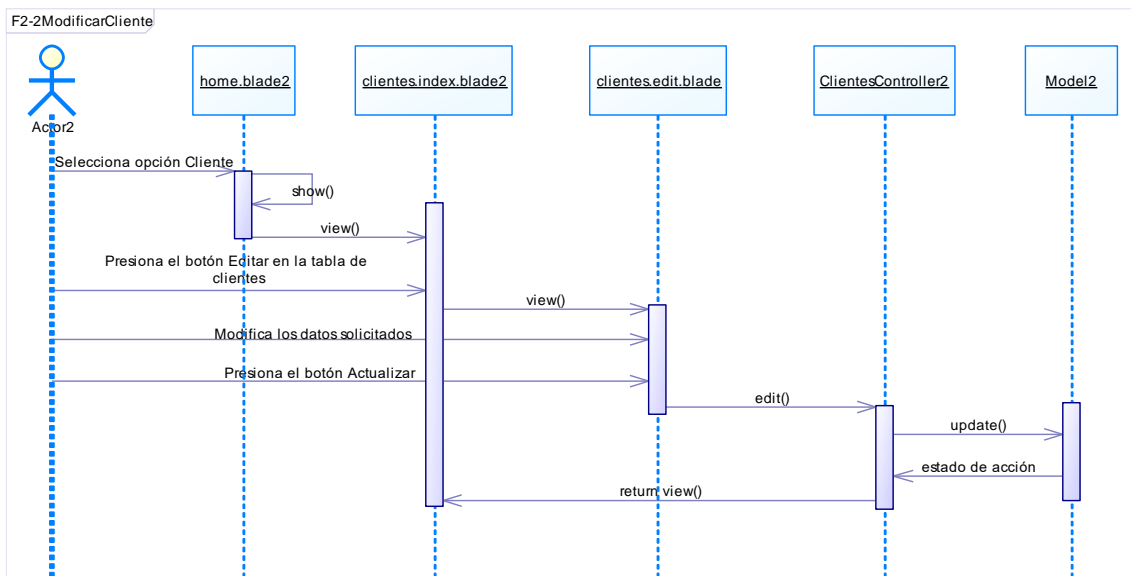 F2-2ModificarCliente
home.blade2
clientes.index.blade2
clientes.edit.blade
ClientesController2
Model2
Actor2
Selecciona opción Cliente
show()
view()
Presiona el botón Editar en la tabla de
clientes
view()
Modifica los datos solicitados
Presiona el botón Actualizar
edit()
update()
estado de acción
return view()